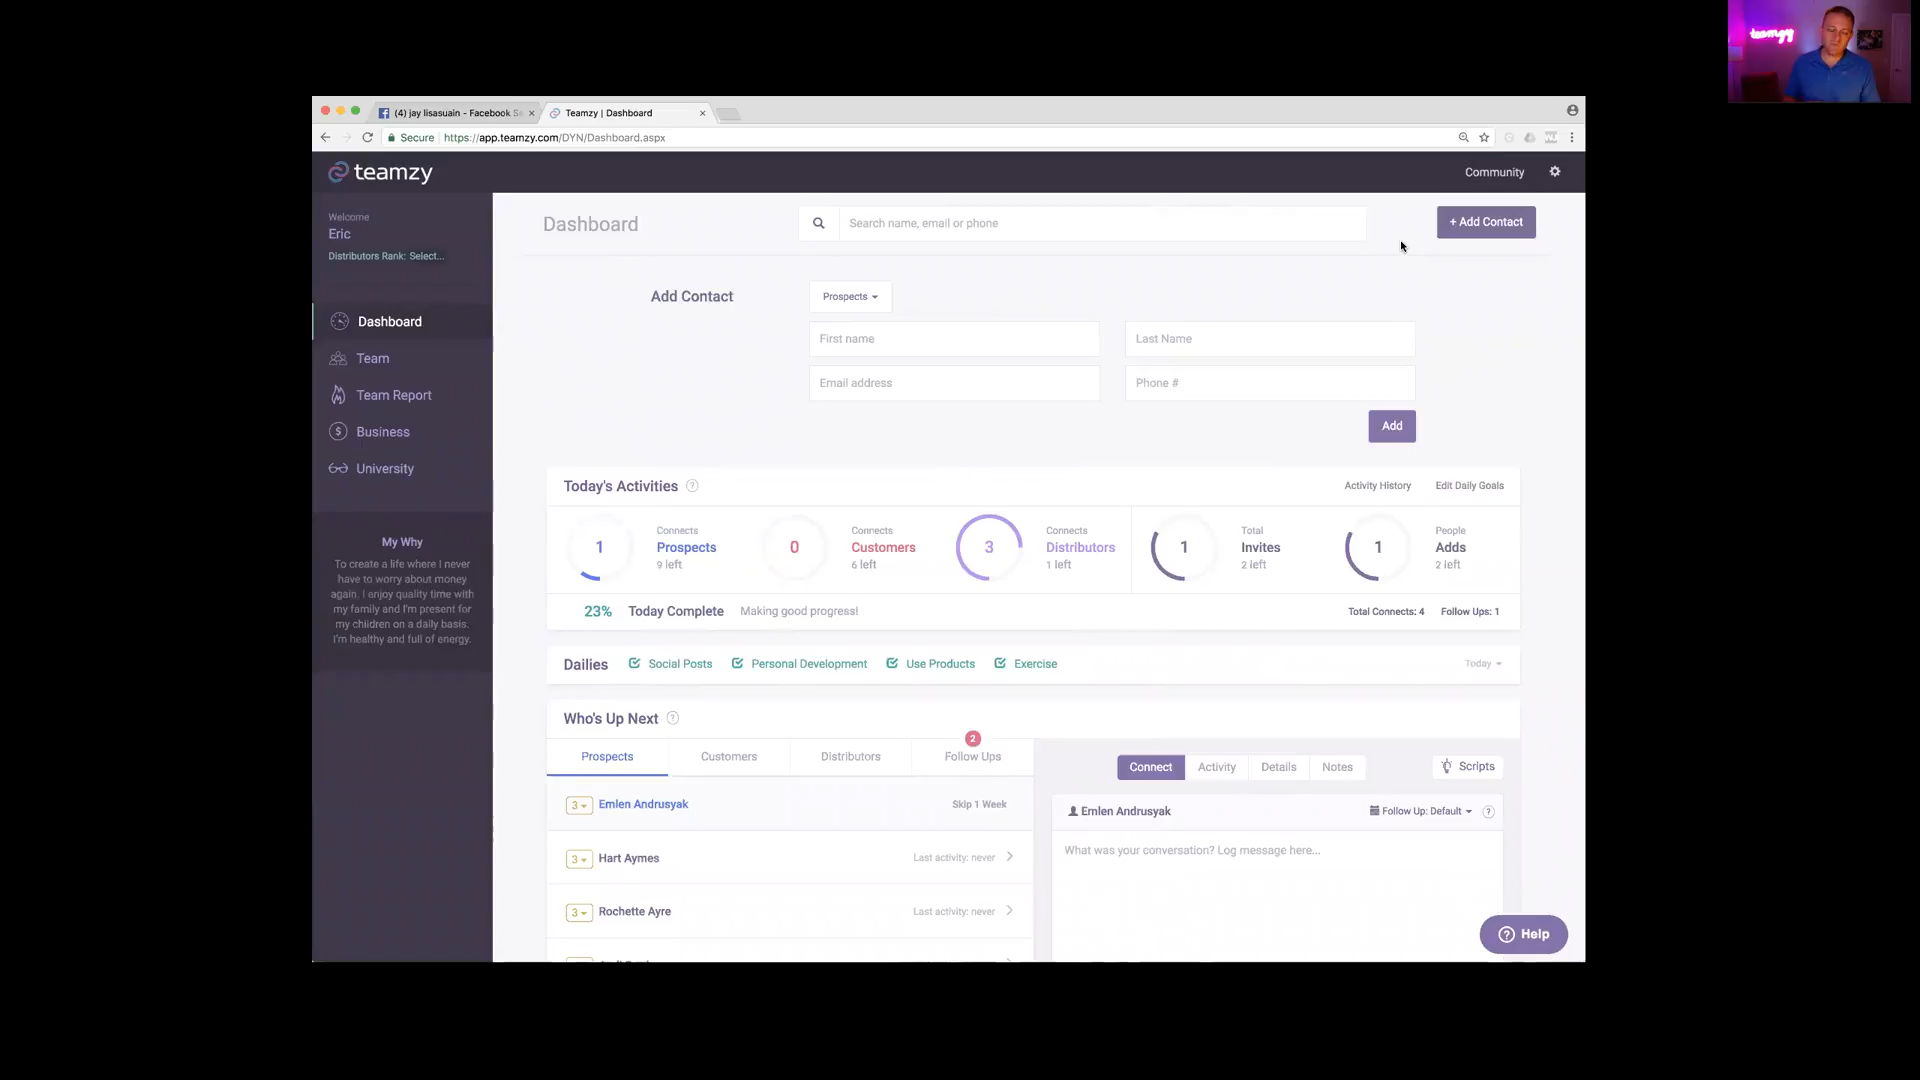 teamzy
(4) jay lisasuain - Facebook Se
Teamzy | Dashboard
Secure https://app.teamzy.com/DYN/Dashboard.aspx
teamzy
Community
Welcome
Eric
Distributors Rank: Select...
Dashboard
Team
Team Report
Business
University
My Why
To create a life where I never
have to worry about money
again. I enjoy quality time with
my family and I'm present for
my children on a daily basis.
I'm healthy and full of energy.
Dashboard
Search name, email or phone
+ Add Contact
Add Contact
Prospects
First name
Last Name
Email address
Phone #
Add
Today's Activities ?
Activity History
Edit Daily Goals
1
Connects
Prospects
9 left
0
Connects
Customers
6 left
3
Connects
Distributors
1 left
1
Total
Invites
2 left
1
People
Adds
2 left
23% Today Complete Making good progress!
Total Connects: 4 Follow Ups: 1
Dailies Social Posts Personal Development Use Products Exercise
Today
Who's Up Next ?
2
Prospects Customers Distributors Follow Ups
3 Emlen Andrusyak Skip 1 Week
3 Hart Aymes Last activity: never
3 Rochette Ayre Last activity: never
Connect Activity Details Notes
Scripts
Emlen Andrusyak
Follow Up: Default ?
What was your conversation? Log message here...
? Help